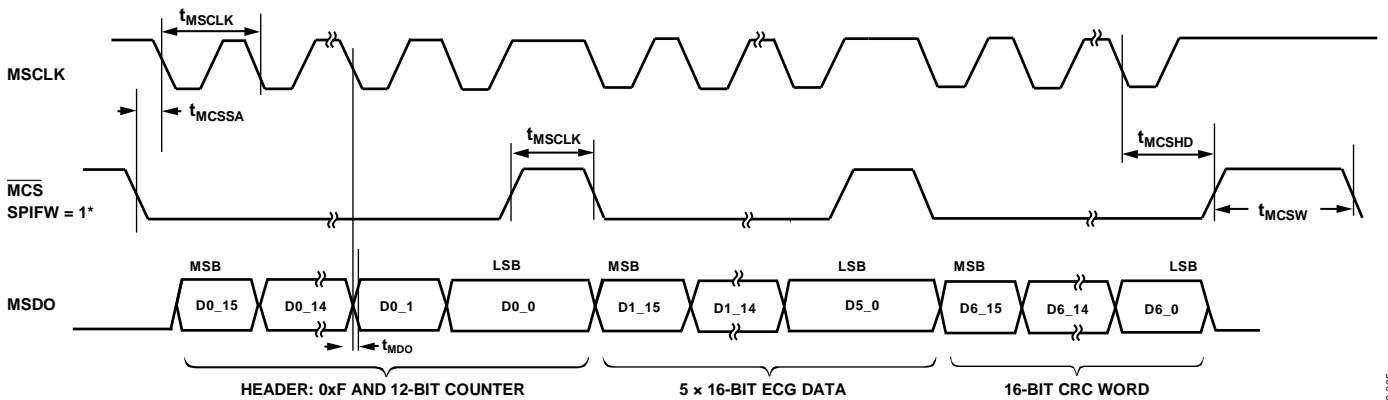 tMSCLK
MSCLK
tMCSSA
tMSCLK
tMCSHD
MCS
SPIFW = 1*
tMCSW
MSB LSB MSB LSB MSB LSB
MSDO
D0_15 D0_14 D0_1 D0_0 D1_15 D1_14 D5_0 D6_15 D6_14 D6_0
tMDO
HEADER: 0xF AND 12-BIT COUNTER 5 × 16-BIT ECG DATA 16-BIT CRC WORD